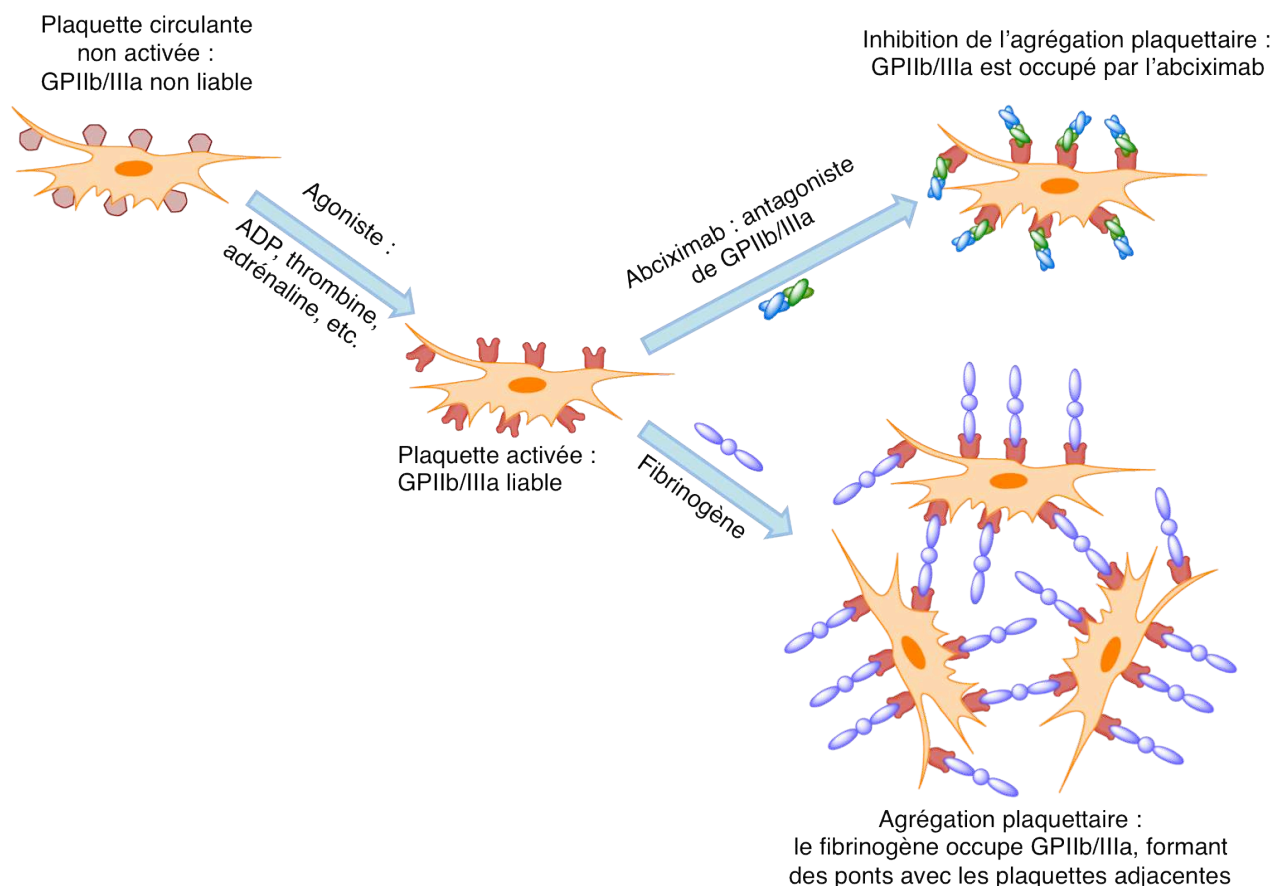 Plaquette circulante
non activée :
GPIIb/IIIa non liable
Agoniste :
ADP, thrombine,
adrénaline, etc.
Plaquette activée :
GPIIb/IIIa liable
Abciximab : antagoniste
de GPIIb/IIIa
Inhibition de l'agrégation plaquettaire :
GPIIb/IIIa est occupé par l'abciximab
Fibrinogène
Agrégation plaquettaire :
le fibrinogène occupe GPIIb/IIIa, formant
des ponts avec les plaquettes adjacentes